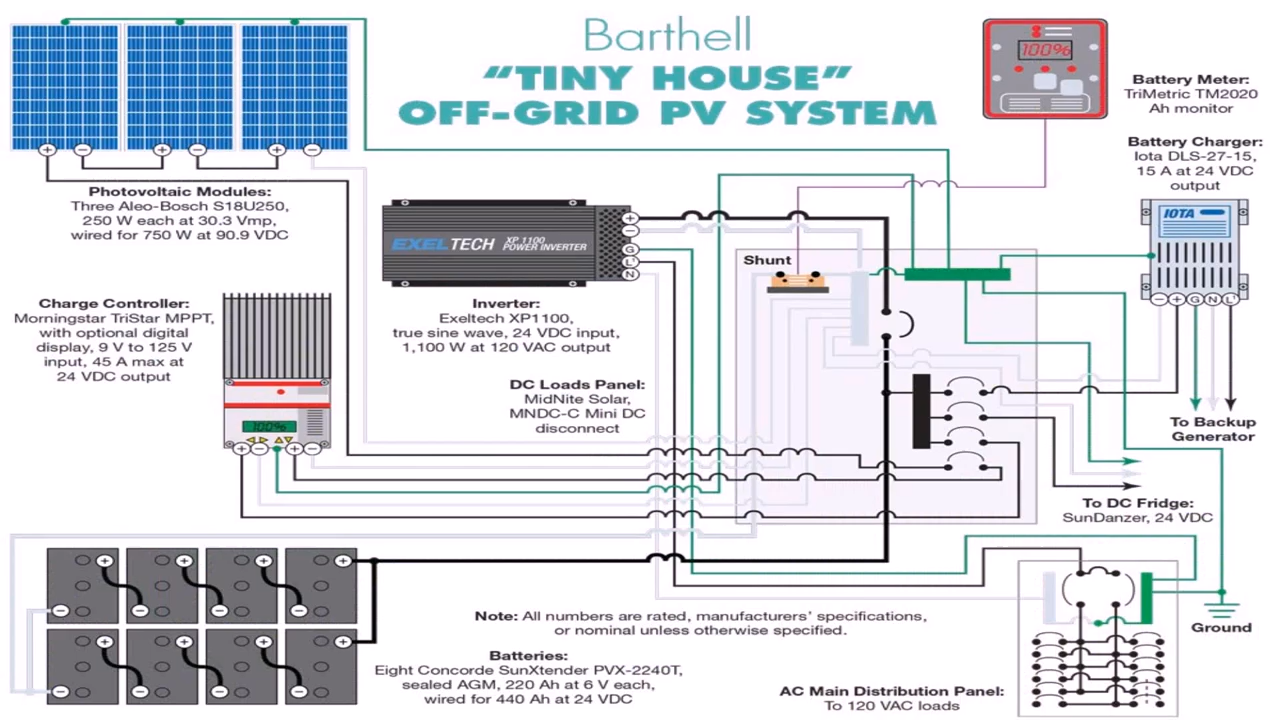 Barthell
“TINY HOUSE”
OFF-GRID PV SYSTEM
100%
Battery Meter:
TriMetric TM2020
Ah monitor
Battery Charger:
Iota DLS-27-15,
15 A at 24 VDC
output
IOTA
Photovoltaic Modules:
Three Aleo-Bosch S18U250,
250 W each at 30.3 Vmp,
wired for 750 W at 90.9 VDC
EXELTECH XP 1100
POWER INVERTER
+
−
G
L1
N
Shunt
Charge Controller:
Morningstar TriStar MPPT,
with optional digital
display, 9 V to 125 V
input, 45 A max at
24 VDC output
Inverter:
Exeltech XP1100,
true sine wave, 24 VDC input,
1,100 W at 120 VAC output
− + G N L1
DC Loads Panel:
MidNite Solar,
MNDC-C Mini DC
disconnect
100%
To Backup
Generator
To DC Fridge:
SunDanzer, 24 VDC
Note: All numbers are rated, manufacturers’ specifications,
or nominal unless otherwise specified.
Ground
Batteries:
Eight Concorde SunXtender PVX-2240T,
sealed AGM, 220 Ah at 6 V each,
wired for 440 Ah at 24 VDC
AC Main Distribution Panel:
To 120 VAC loads